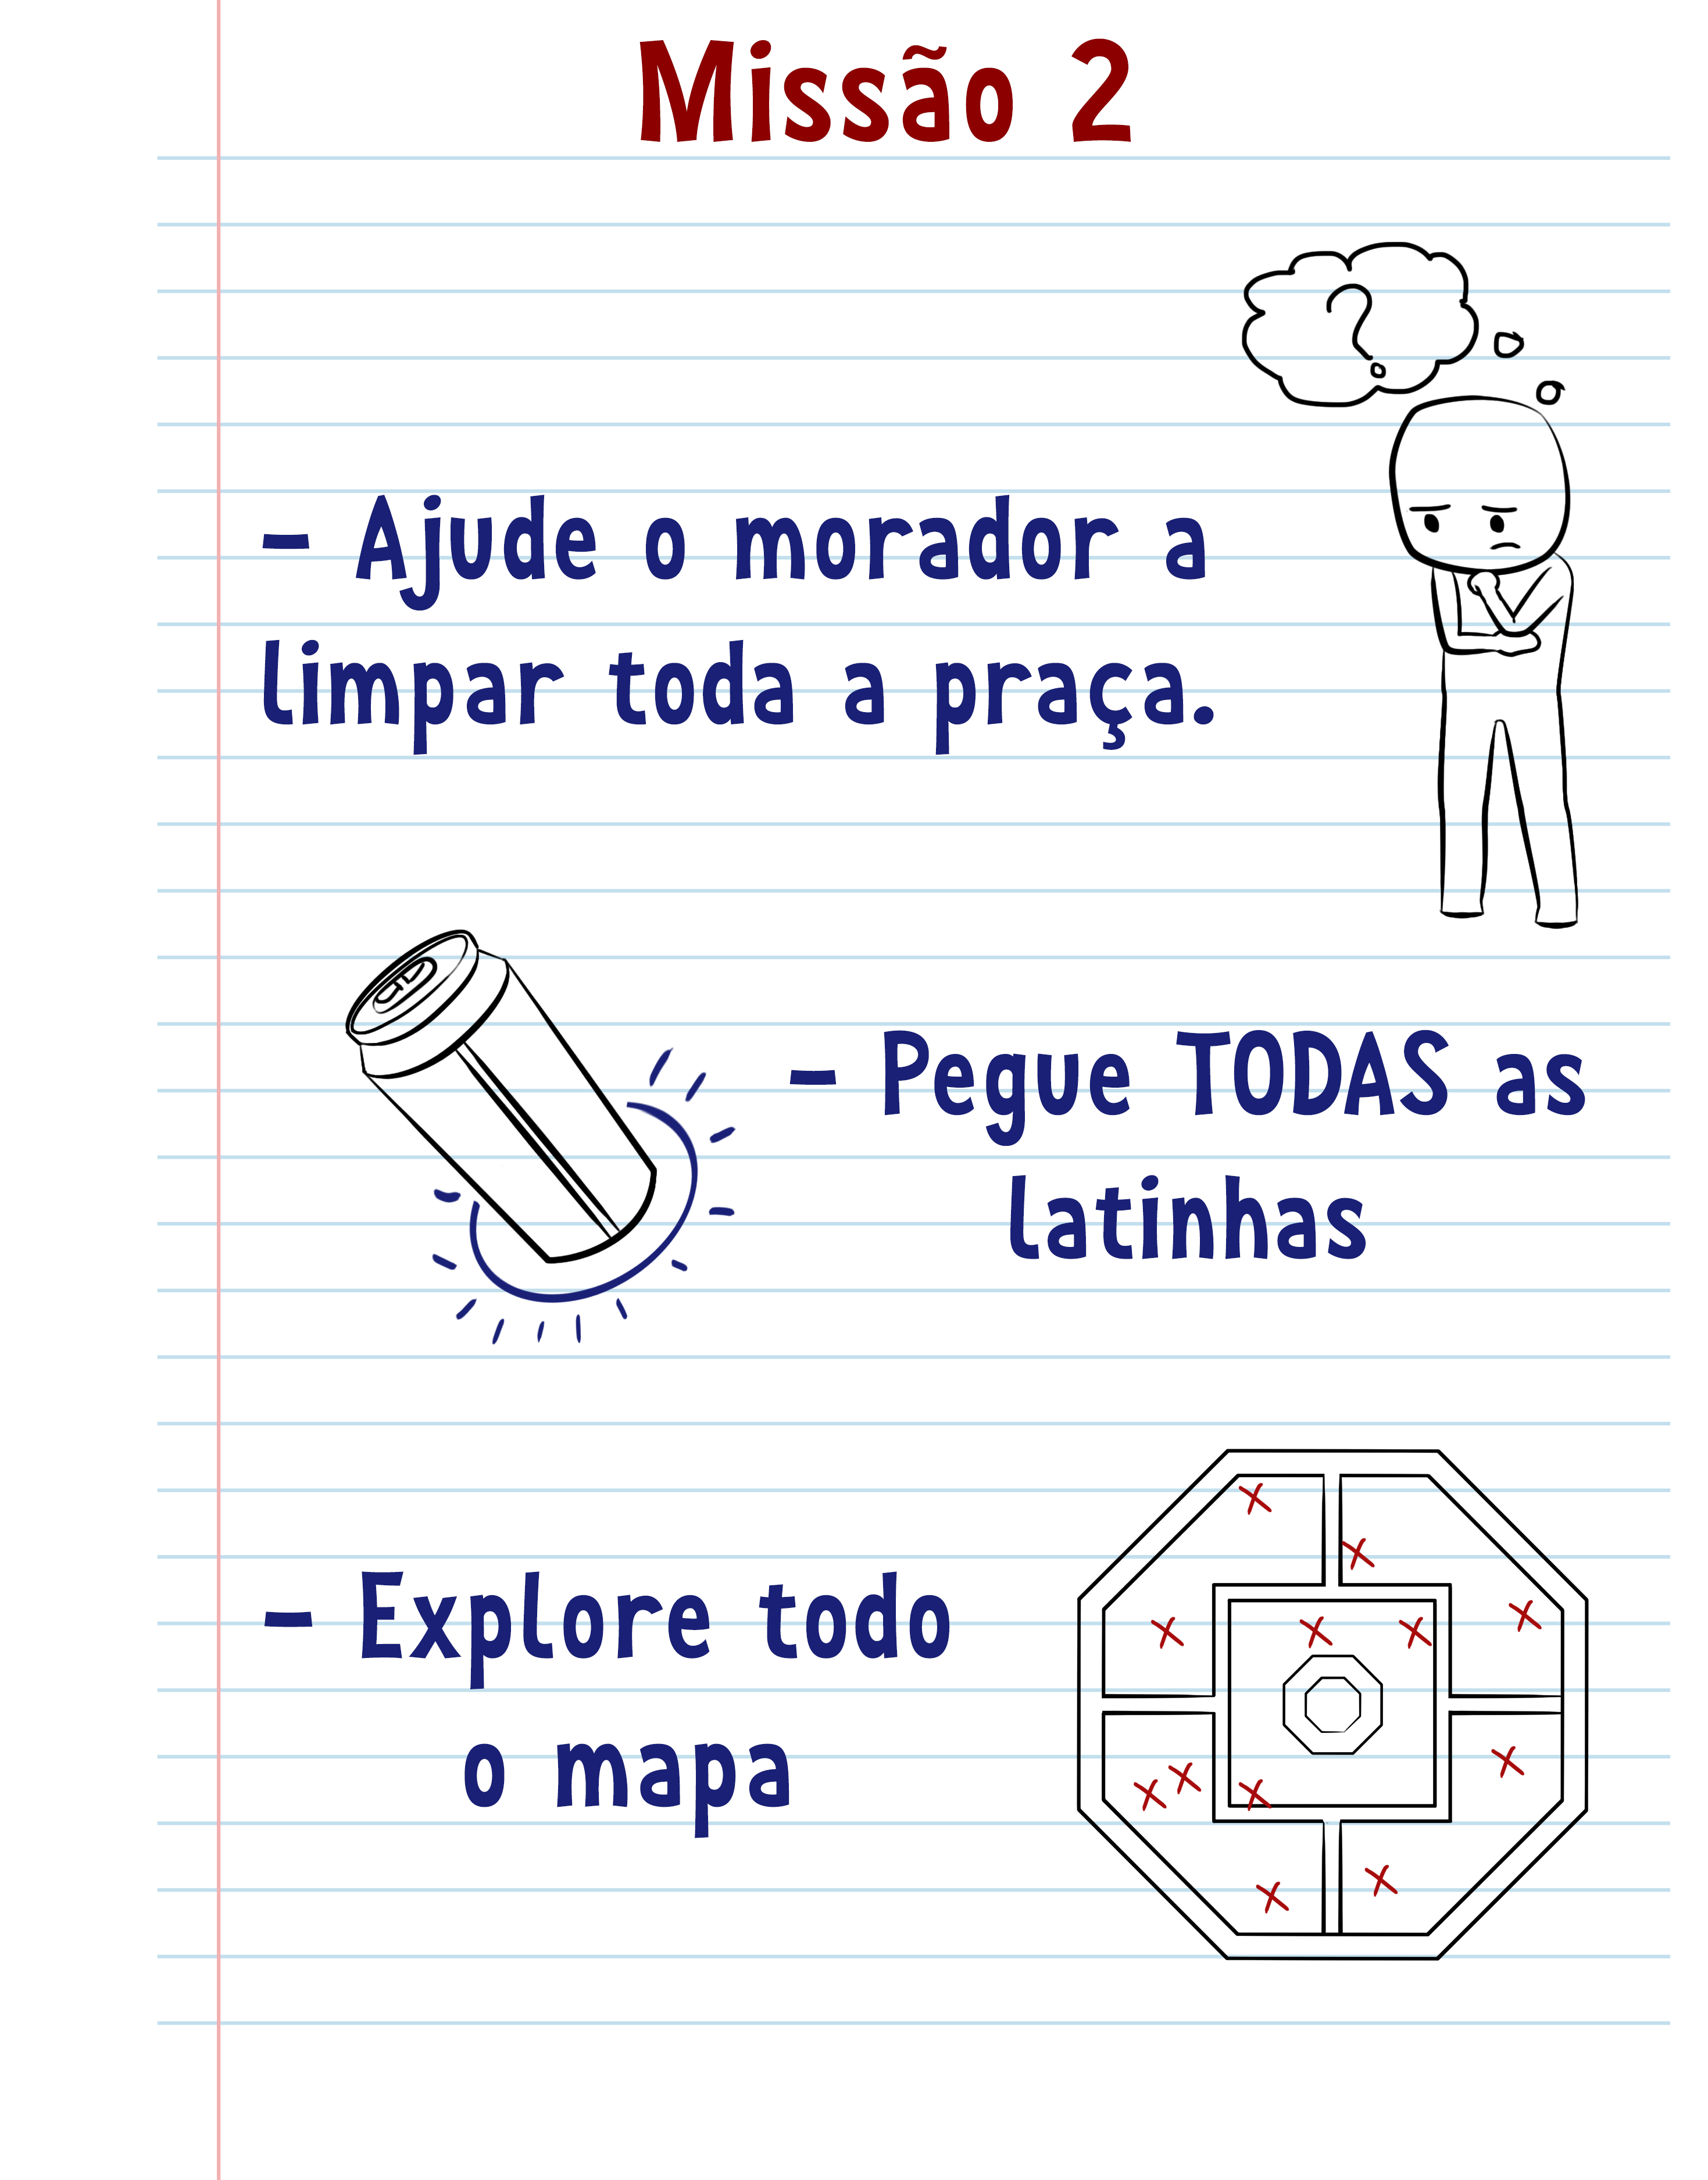 Missão 2
?
- Ajude o morador a
limpar toda a praça.
- Pegue TODAS as
latinhas
- Explore todo
o mapa